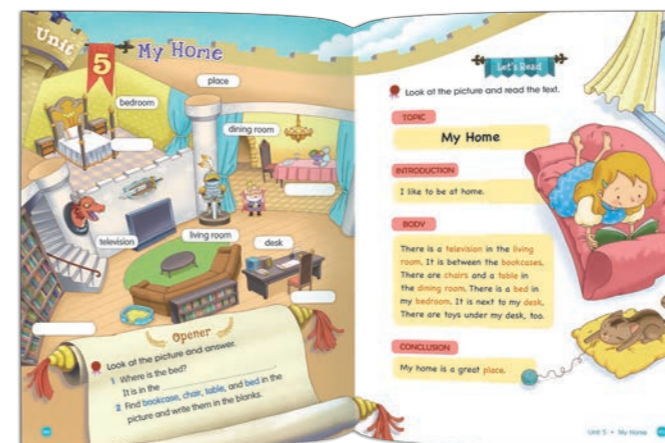 Unit
5
My Home
place
bedroom
dining room
television
living room
desk
Opener
Look at the picture and answer.
1 Where is the bed?
It is in the
2 Find bookcase, chair, table, and bed in the
picture and write them in the blanks.
Let's Read
Look at the picture and read the text.
TOPIC
My Home
INTRODUCTION
I like to be at home.
BODY
There is a television in the living
room. It is between the bookcases.
There are chairs and a table in
the dining room. There is a bed in
my bedroom. It is next to my desk.
There are toys under my desk, too.
CONCLUSION
My home is a great place.
Unit 5 • My Home